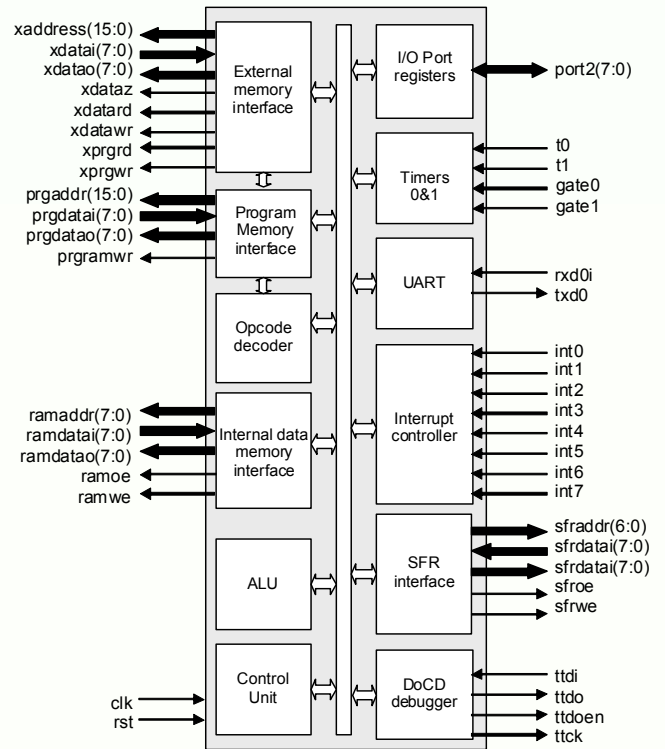 xaddress(15:0)
xdatai(7:0)
xdatao(7:0)
xdataz
xdatard
xdatawr
xprgrd
xprgwr
External
memory
interface
I/O Port
registers
port2(7:0)
Timers
0&1
t0
t1
gate0
gate1
prgaddr(15:0)
prgdatai(7:0)
prgdatao(7:0)
prgramwr
Program
Memory
interface
UART
rxd0i
txd0
Opcode
decoder
Interrupt
controller
int0
int1
int2
int3
int4
int5
int6
int7
ramaddr(7:0)
ramdatai(7:0)
ramdatao(7:0)
ramoe
ramwe
Internal data
memory
interface
SFR
interface
sfraddr(6:0)
sfrdatai(7:0)
sfrdatai(7:0)
sfroe
sfrwe
ALU
clk
rst
Control
Unit
DoCD
debugger
ttdi
ttdo
ttdoen
ttck